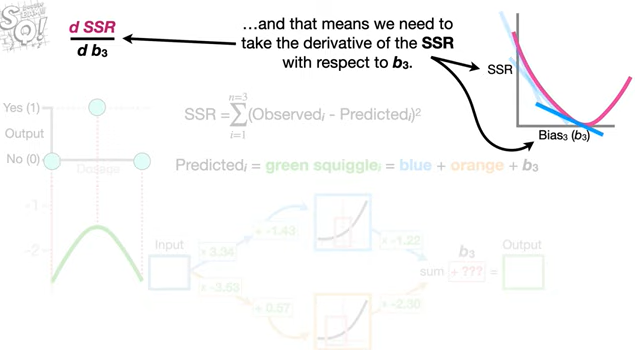 SQ!
d SSR
d b3
...and that means we need to
take the derivative of the SSR
with respect to b3.
SSR
Bias3 (b3)
Yes (1)
Output
No (0)
Dosage
-1
-2
n=3
SSR = ∑(Observedi - Predictedi)²
i=1
Predictedi = green squigglei = blue + orange + b3
Input
x 3.34
+ -1.43
x -1.22
x -3.53
+ 0.57
x -2.30
b3
sum + ??? =
Output